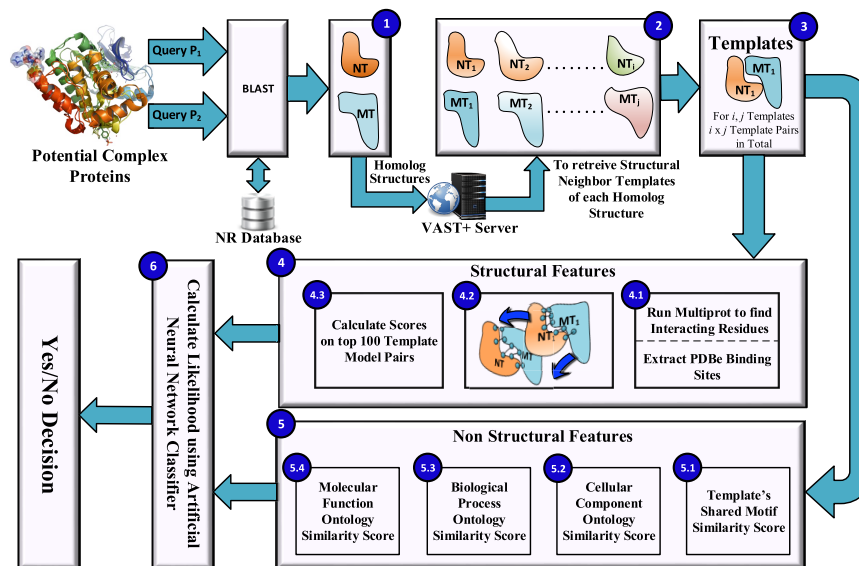 Query P1
Query P2
Potential Complex
Proteins
BLAST
NR Database
1
NT
MT
Homolog
Structures
VAST+ Server
2
NT1
NT2
NTi
MT1
MT2
MTj
To retreive Structural
Neighbor Templates
of each Homolog
Structure
3
Templates
MT1
NT1
For i, j Templates
i x j Template Pairs
in Total
4
Structural Features
4.3
Calculate Scores
on top 100 Template
Model Pairs
4.2
MT1
NT1
NT
MT
4.1
Run Multiprot to find
Interacting Residues
Extract PDBe Binding
Sites
5
Non Structural Features
5.4
Molecular
Function
Ontology
Similarity Score
5.3
Biological
Process
Ontology
Similarity Score
5.2
Cellular
Component
Ontology
Similarity Score
5.1
Template's
Shared Motif
Similarity Score
6
Calculate Likelihood using Artificial
Neural Network Classifier
Yes/No Decision